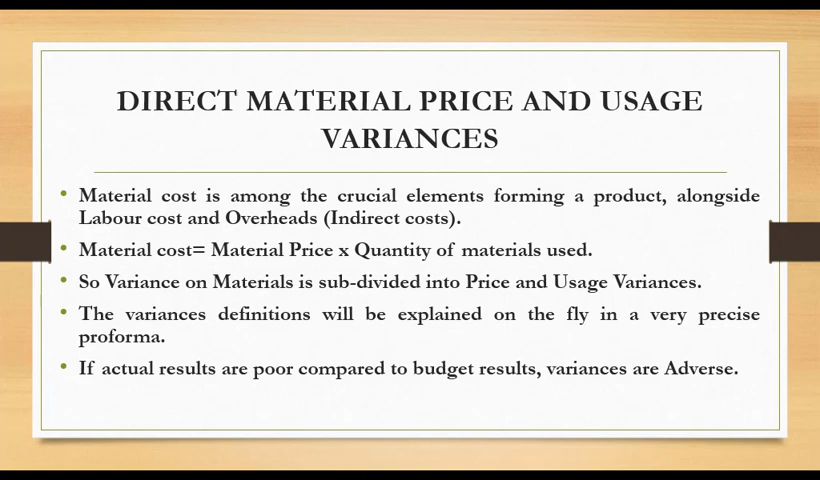 DIRECT MATERIAL PRICE AND USAGE
VARIANCES
• Material cost is among the crucial elements forming a product, alongside
Labour cost and Overheads (Indirect costs).
• Material cost= Material Price x Quantity of materials used.
• So Variance on Materials is sub-divided into Price and Usage Variances.
• The variances definitions will be explained on the fly in a very precise
proforma.
• If actual results are poor compared to budget results, variances are Adverse.